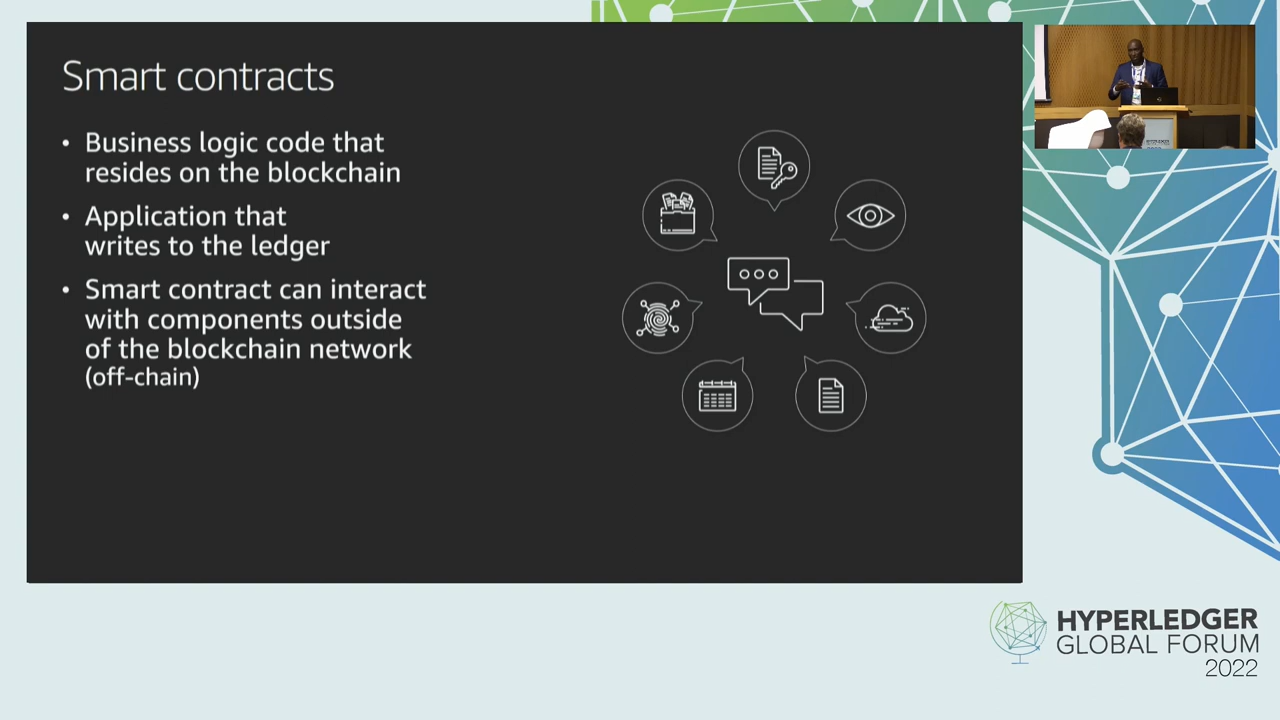 Smart contracts
• Business logic code that
resides on the blockchain
• Application that
writes to the ledger
• Smart contract can interact
with components outside
of the blockchain network
(off-chain)
HYPERLEDGER
GLOBAL FORUM
2022